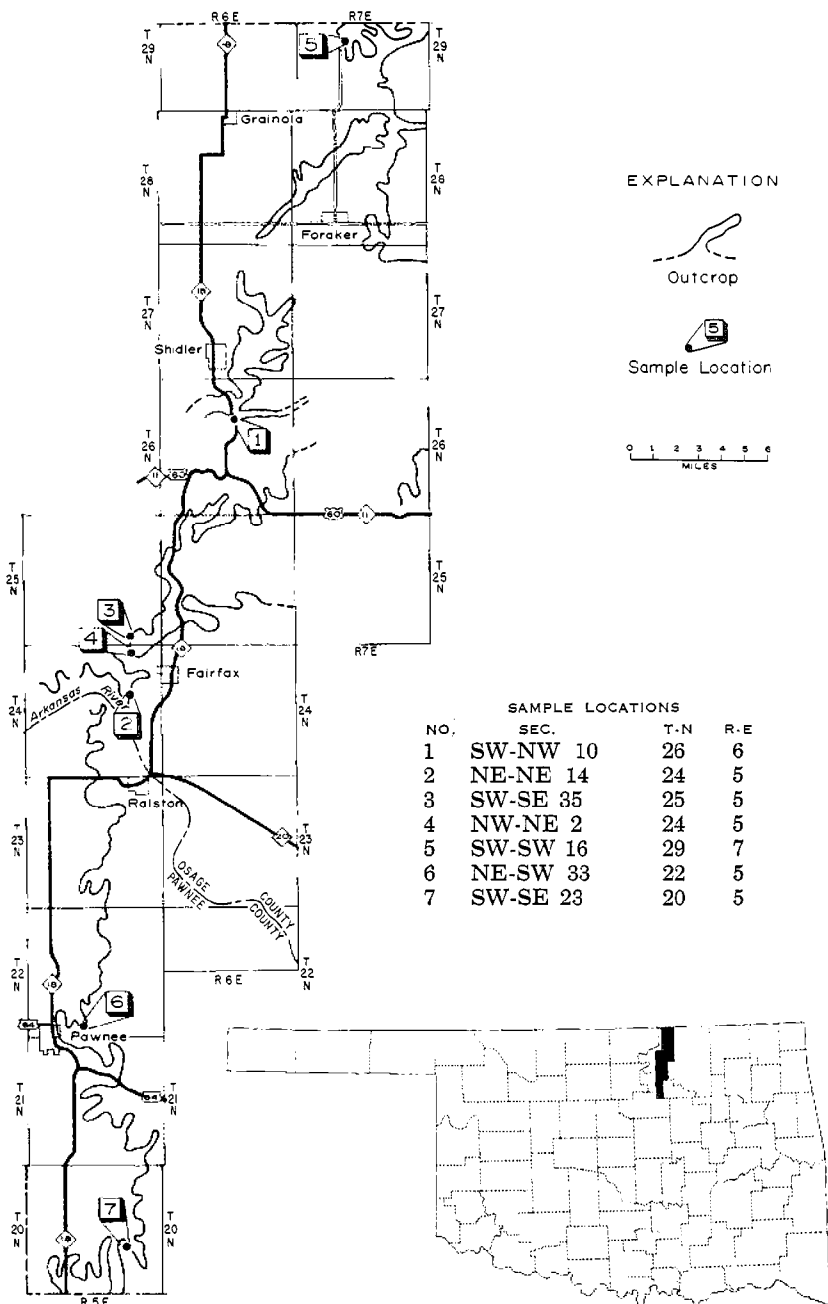 R6E R7E
T
29
N
18
5
T
29
N
Grainola
T
28
N
T
28
N
Foraker
T
27
N
18
T
27
N
Shidler
1
T
26
N
T
26
N
11 60
60 11
T
25
N
T
25
N
3
4
R7E
18
Fairfax
Arkansas River
2
T
24
N
T
24
N
Ralston
T
23
N
20
T
23
N
OSAGE COUNTY
PAWNEE COUNTY
T
22
N
18
R6E
T
22
N
6
64
Pawnee
T
21
N
64
T
21
N
7
T
20
N
T
20
N
18
R5E
EXPLANATION
Outcrop
5
Sample Location
0 1 2 3 4 5 6
MILES
SAMPLE LOCATIONS
NO. SEC. T-N R-E
1 SW-NW 10 26 6
2 NE-NE 14 24 5
3 SW-SE 35 25 5
4 NW-NE 2 24 5
5 SW-SW 16 29 7
6 NE-SW 33 22 5
7 SW-SE 23 20 5